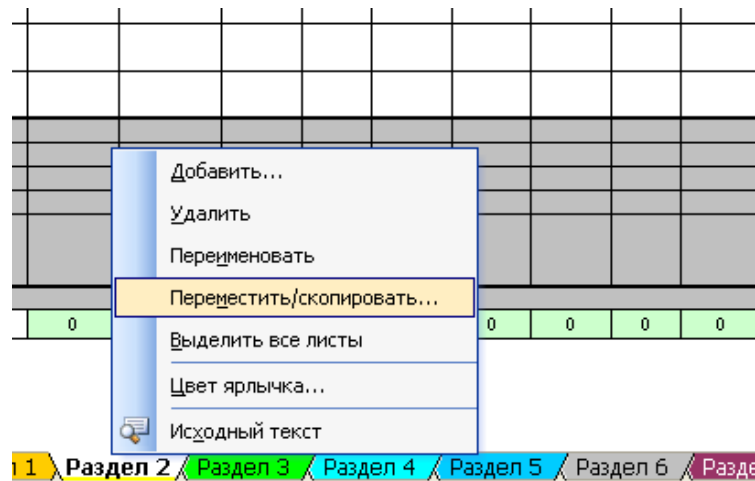 Добавить...
Удалить
Переименовать
Переместить/скопировать...
0 0 0 0 0
Выделить все листы
Цвет ярлычка...
Исходный текст
1 Раздел 2 Раздел 3 Раздел 4 Раздел 5 Раздел 6